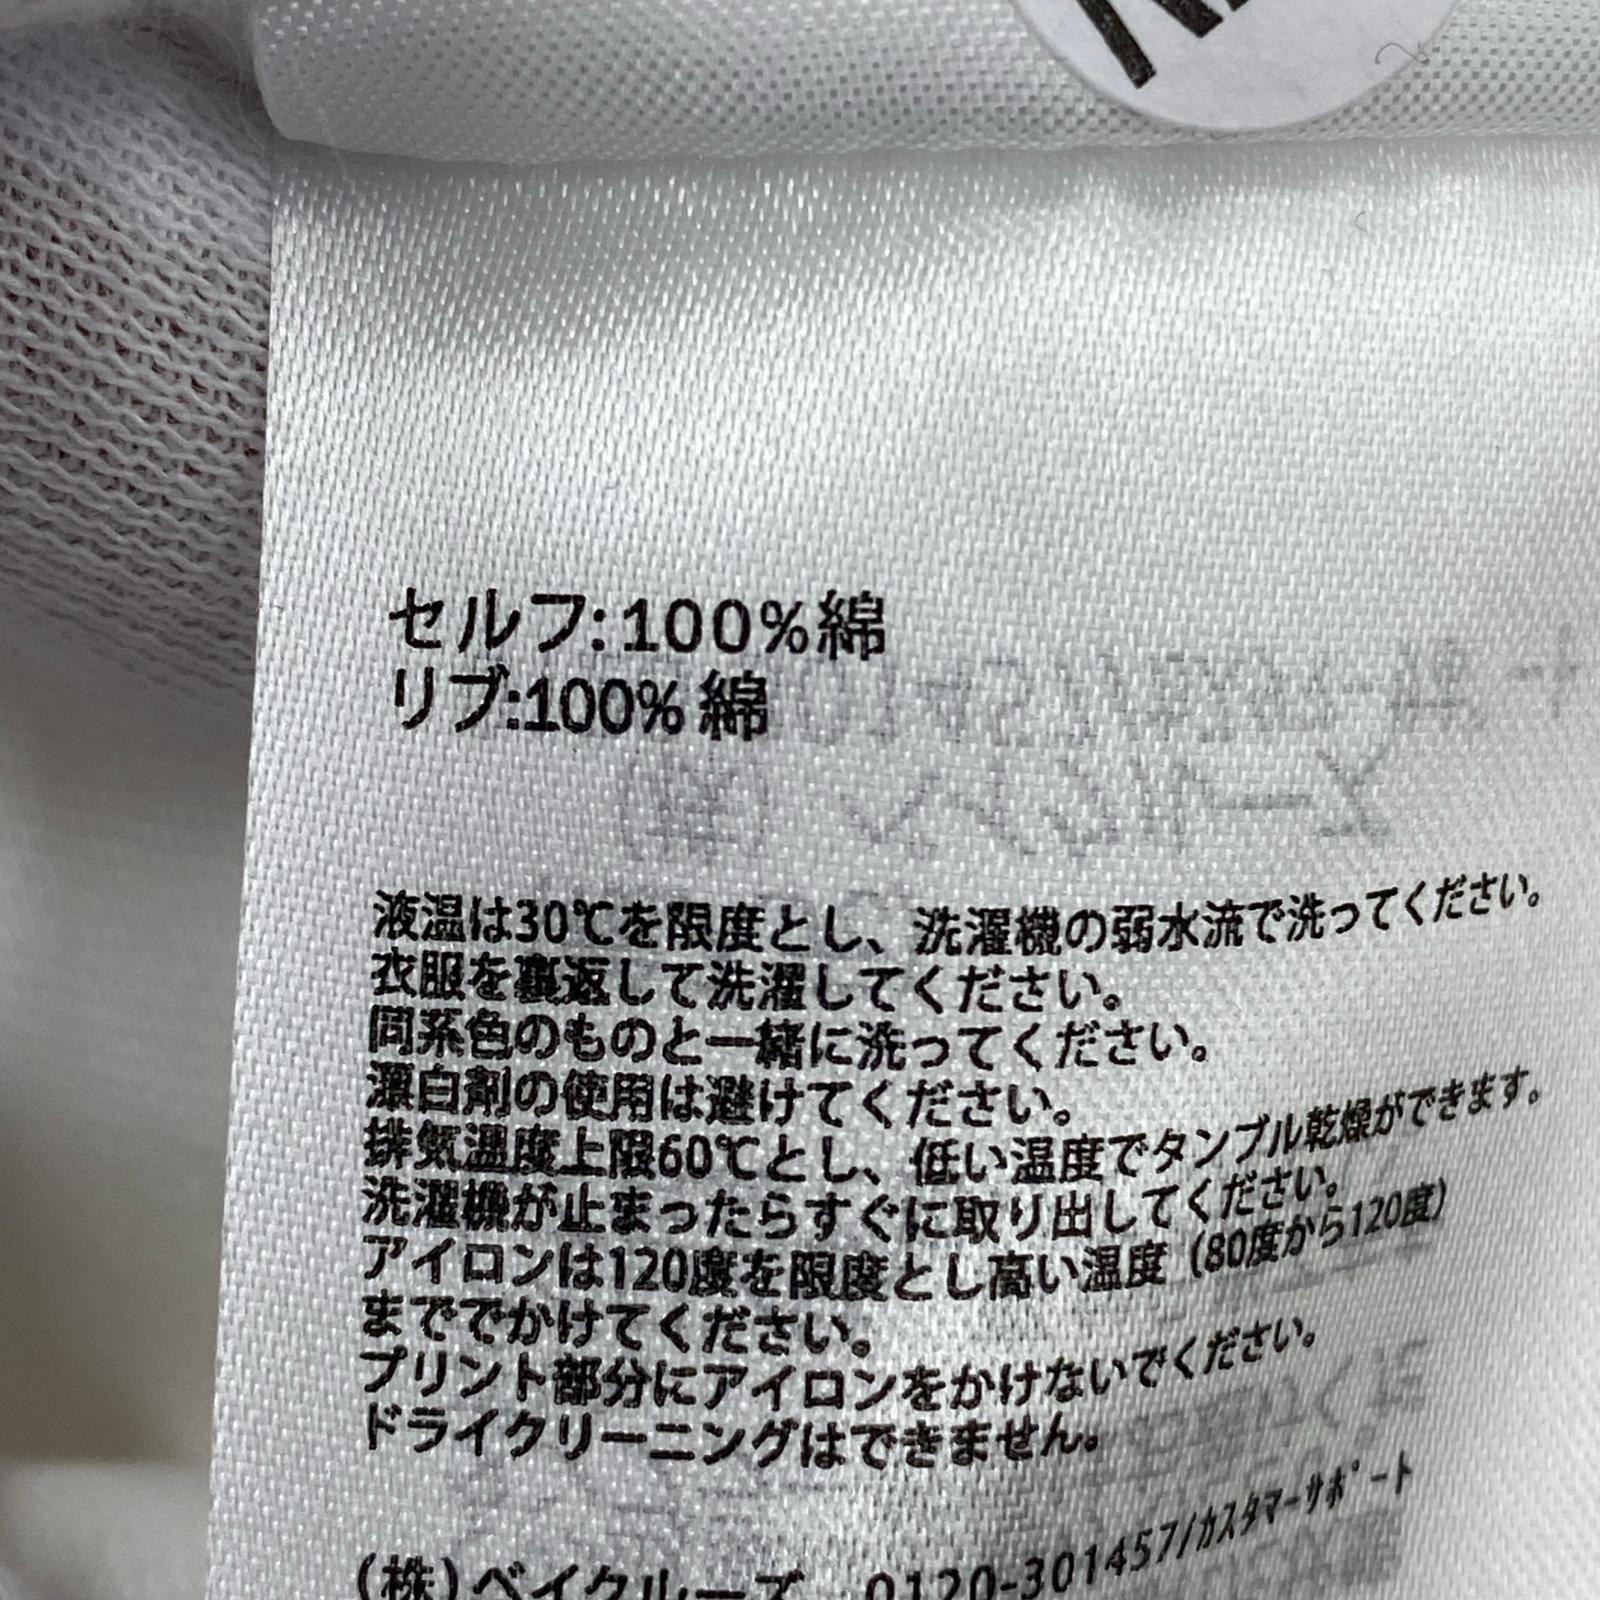 セルフ:100%綿
リブ:100% 綿
液温は30℃を限度とし、洗濯機の弱水流で洗ってください。
衣服を裏返して洗濯してください。
同系色のものと一緒に洗ってください。
漂白剤の使用は避けてください。
排気温度上限60℃とし、低い温度でタンブル乾燥ができます。
洗濯機が止まったらすぐに取り出してください。
アイロンは120度を限度とし高い温度（80度から120度）
まででかけてください。
プリント部分にアイロンをかけないでください。
ドライクリーニングはできません。
(株)ベイクルーズ 0120-301457/ｶｽﾀﾏｰｻﾎﾟｰﾄ